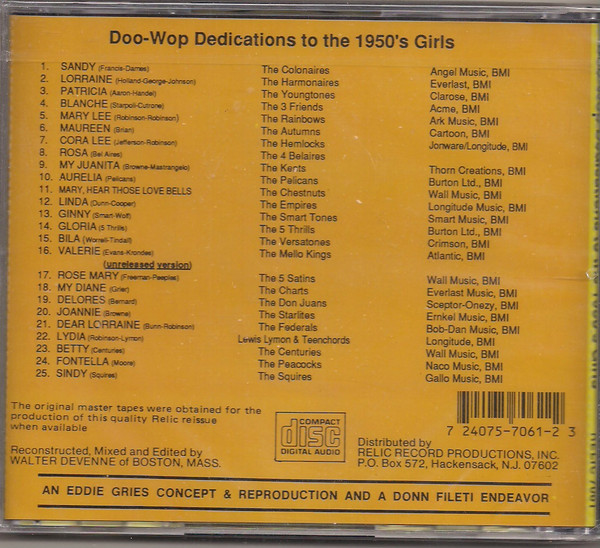 Doo-Wop Dedications to the 1950's Girls
1. SANDY (Francis-Darnes) The Colonaires Angel Music, BMI
2. LORRAINE (Holland-George-Johnson) The Harmonaires Everlast, BMI
3. PATRICIA (Aaron-Handel) The Youngtones Clarose, BMI
4. BLANCHE (Starpoli-Cutrone) The 3 Friends Acme, BMI
5. MARY LEE (Robinson-Robinson) The Rainbows Ark Music, BMI
6. MAUREEN (Brian) The Autumns Cartoon, BMI
7. CORA LEE (Jefferson-Robinson) The Hemlocks Jonware/Longitude, BMI
8. ROSA (Bel Aires) The 4 Belaires
9. MY JUANITA (Browne-Mastrangelo) The Kents Thorn Creations, BMI
10. AURELIA (Pelicans) The Pelicans Burton Ltd., BMI
11. MARY, HEAR THOSE LOVE BELLS The Chestnuts Wall Music, BMI
12. LINDA (Dunn-Cooper) The Empires Longitude Music, BMI
13. GINNY (Smart-Wolf) The Smart Tones Smart Music, BMI
14. GLORIA (5 Thrills) The 5 Thrills Burton Ltd., BMI
15. BILA (Worrell-Tindall) The Versatones Crimson, BMI
16. VALERIE (Evans-Krondes) The Mello Kings Atlantic, BMI
(unreleased version)
17. ROSE MARY (Freeman-Peeples) The 5 Satins Wall Music, BMI
18. MY DIANE (Grier) The Charts Everlast Music, BMI
19. DELORES (Bernard) The Don Juans Sceptor-Onezy, BMI
20. JOANNIE (Browne) The Starlites Ernkel Music, BMI
21. DEAR LORRAINE (Bunn-Robinson) The Federals Bob-Dan Music, BMI
22. LYDIA (Robinson-Lymon) Lewis Lymon & Teenchords Longitude, BMI
23. BETTY (Centuries) The Centuries Wall Music, BMI
24. FONTELLA (Moore) The Peacocks Naco Music, BMI
25. SINDY (Squires) The Squires Gallo Music, BMI
The original master tapes were obtained for the
production of this quality Relic reissue
when available
Reconstructed, Mixed and Edited by
WALTER DEVENNE of BOSTON, MASS.
COMPACT
disc
DIGITAL AUDIO
7 24075-7061-2 3
Distributed by
RELIC RECORD PRODUCTIONS, INC.
P.O. Box 572, Hackensack, N.J. 07602
AN EDDIE GRIES CONCEPT & REPRODUCTION AND A DONN FILETI ENDEAVOR